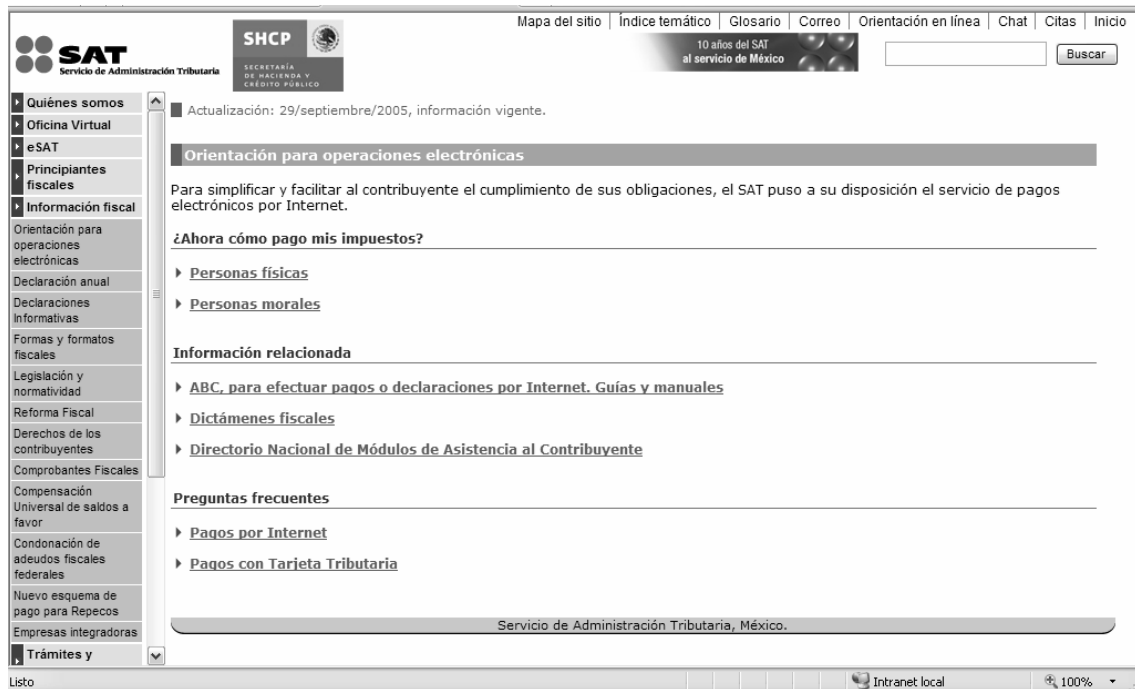 Mapa del sitio | Índice temático | Glosario | Correo | Orientación en línea | Chat | Citas | Inicio
SAT
Servicio de Administración Tributaria
SHCP
SECRETARÍA
DE HACIENDA Y
CRÉDITO PÚBLICO
10 años del SAT
al servicio de México
Buscar
Quiénes somos
Oficina Virtual
eSAT
Principiantes
fiscales
Información fiscal
Orientación para
operaciones
electrónicas
Declaración anual
Declaraciones
Informativas
Formas y formatos
fiscales
Legislación y
normatividad
Reforma Fiscal
Derechos de los
contribuyentes
Comprobantes Fiscales
Compensación
Universal de saldos a
favor
Condonación de
adeudos fiscales
federales
Nuevo esquema de
pago para Repecos
Empresas integradoras
Trámites y
Actualización: 29/septiembre/2005, información vigente.
Orientación para operaciones electrónicas
Para simplificar y facilitar al contribuyente el cumplimiento de sus obligaciones, el SAT puso a su disposición el servicio de pagos
electrónicos por Internet.
¿Ahora cómo pago mis impuestos?
Personas físicas
Personas morales
Información relacionada
ABC, para efectuar pagos o declaraciones por Internet. Guías y manuales
Dictámenes fiscales
Directorio Nacional de Módulos de Asistencia al Contribuyente
Preguntas frecuentes
Pagos por Internet
Pagos con Tarjeta Tributaria
Servicio de Administración Tributaria, México.
Listo
Intranet local
100%